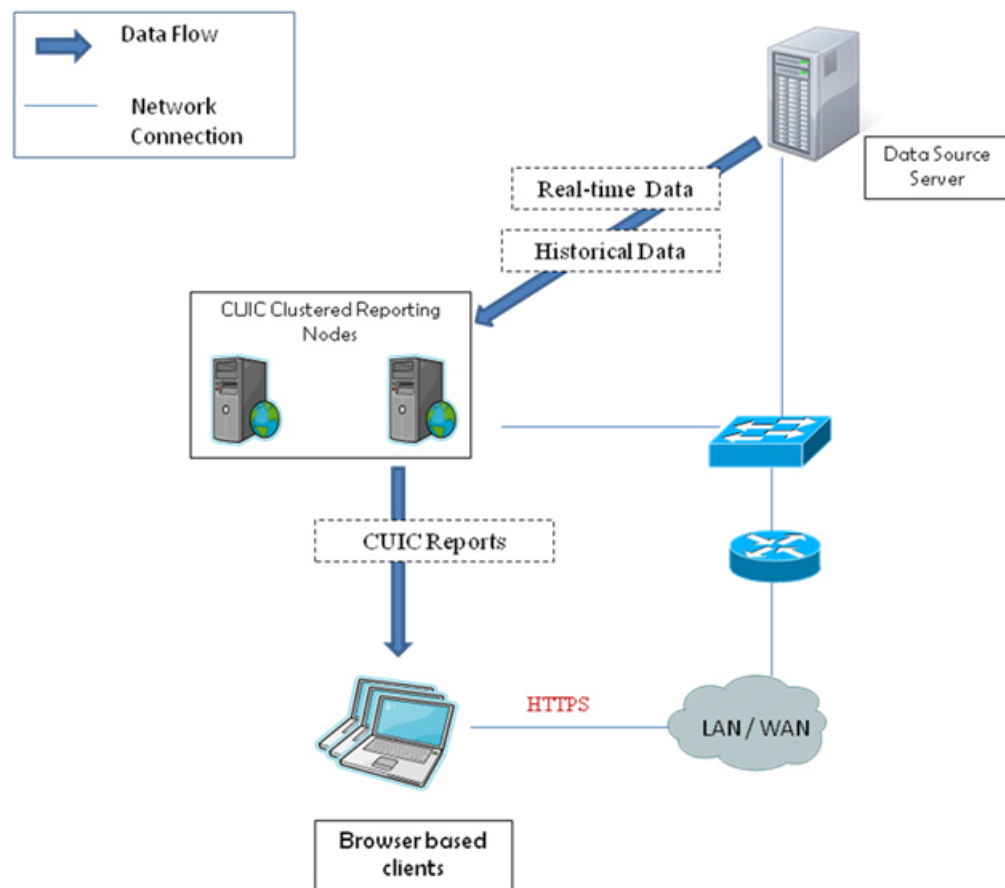 Data Flow
Network
Connection
Data Source
Server
Real-time Data
Historical Data
CUIC Clustered Reporting
Nodes
CUIC Reports
HTTPS
LAN / WAN
Browser based
clients